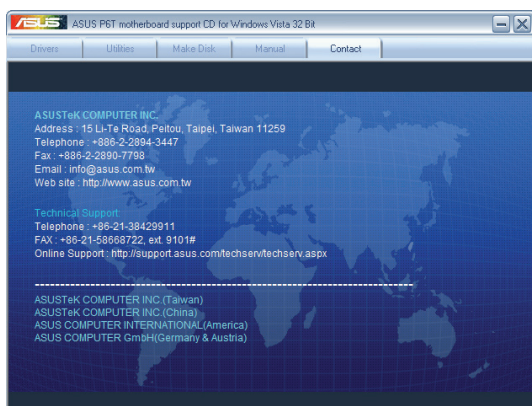 ASUS ASUS P6T motherboard support CD for Windows Vista 32 Bit
Drivers Utilities Make Disk Manual Contact
ASUSTeK COMPUTER INC.
Address : 15 Li-Te Road, Peitou, Taipei, Taiwan 11259
Telephone : +886-2-2894-3447
Fax : +886-2-2890-7798
Email : info@asus.com.tw
Web site : http://www.asus.com.tw
Technical Support:
Telephone : +86-21-38429911
FAX : +86-21-58668722, ext. 9101#
Online Support : http://support.asus.com/techserv/techserv.aspx
ASUSTeK COMPUTER INC.(Taiwan)
ASUSTeK COMPUTER INC.(China)
ASUS COMPUTER INTERNATIONAL(America)
ASUS COMPUTER GmbH(Germany & Austria)